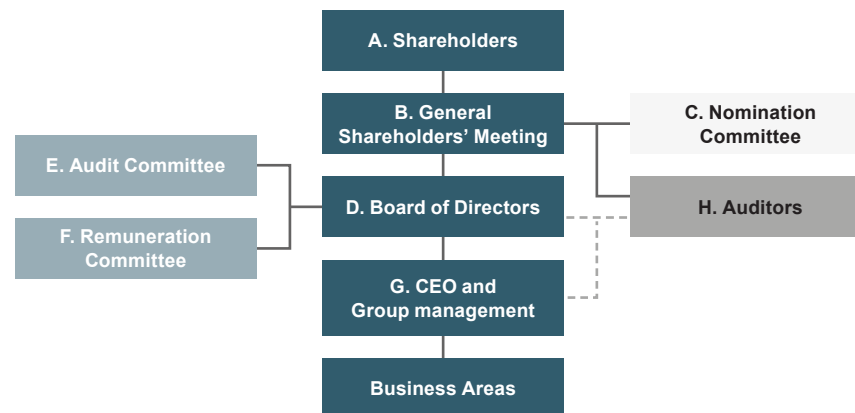 A. Shareholders
B. General
Shareholders’ Meeting
C. Nomination
Committee
E. Audit Committee
D. Board of Directors
H. Auditors
F. Remuneration
Committee
G. CEO and
Group management
Business Areas